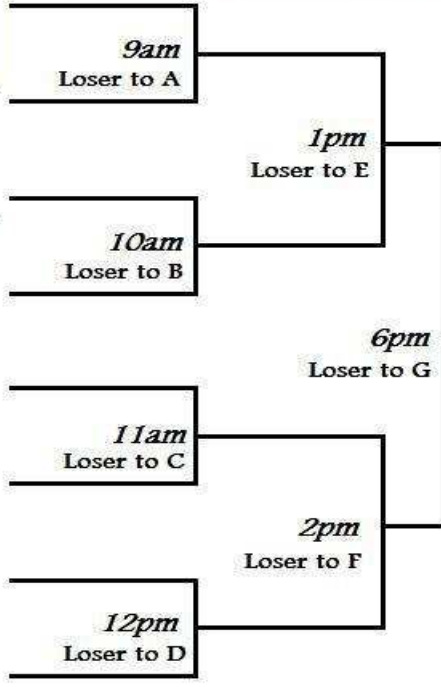 9am
Loser to A
1pm
Loser to E
10am
Loser to B
6pm
Loser to G
11am
Loser to C
2pm
Loser to F
12pm
Loser to D